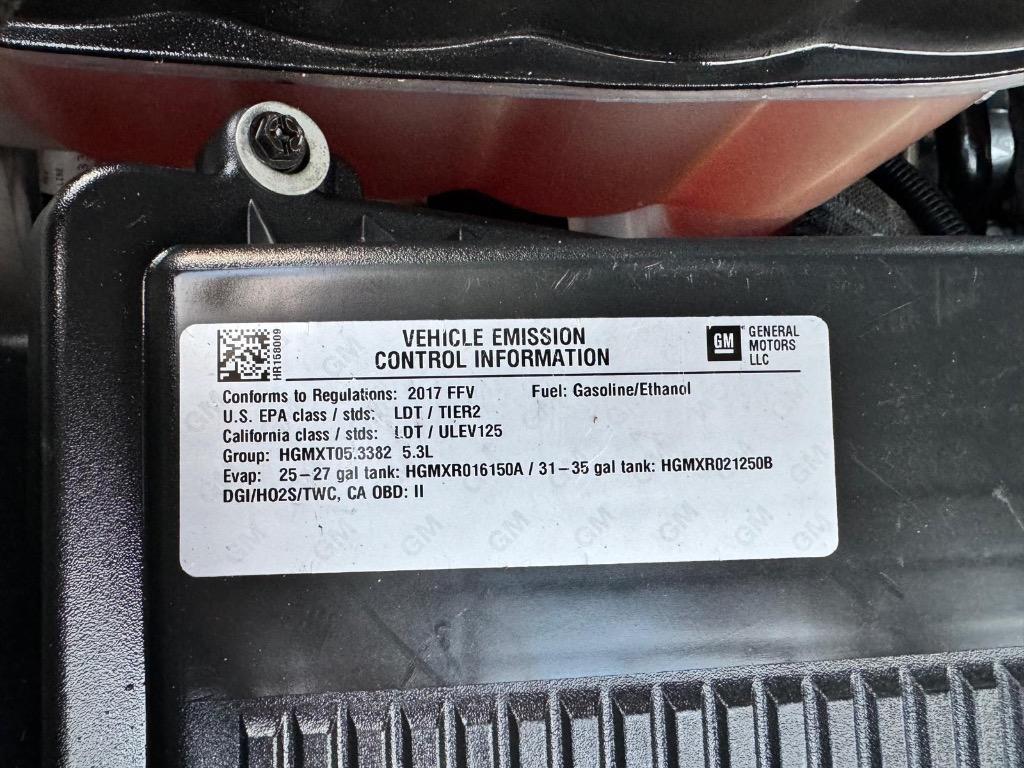 HR158009
VEHICLE EMISSION
CONTROL INFORMATION
GM
GENERAL
MOTORS
LLC
Conforms to Regulations: 2017 FFV Fuel: Gasoline/Ethanol
U.S. EPA class / stds: LDT / TIER2
California class / stds: LDT / ULEV125
Group: HGMXT05.3382 5.3L
Evap: 25-27 gal tank: HGMXR016150A / 31-35 gal tank: HGMXR021250B
DGI/HO2S/TWC, CA OBD: II